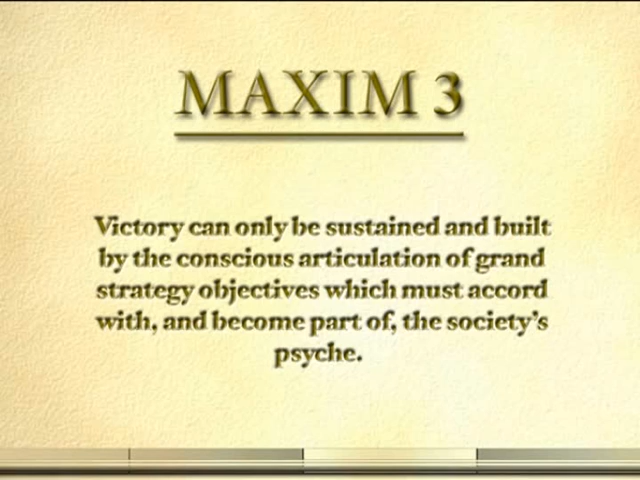 MAXIM 3
Victory can only be sustained and built
by the conscious articulation of grand
strategy objectives which must accord
with, and become part of, the society's
psyche.